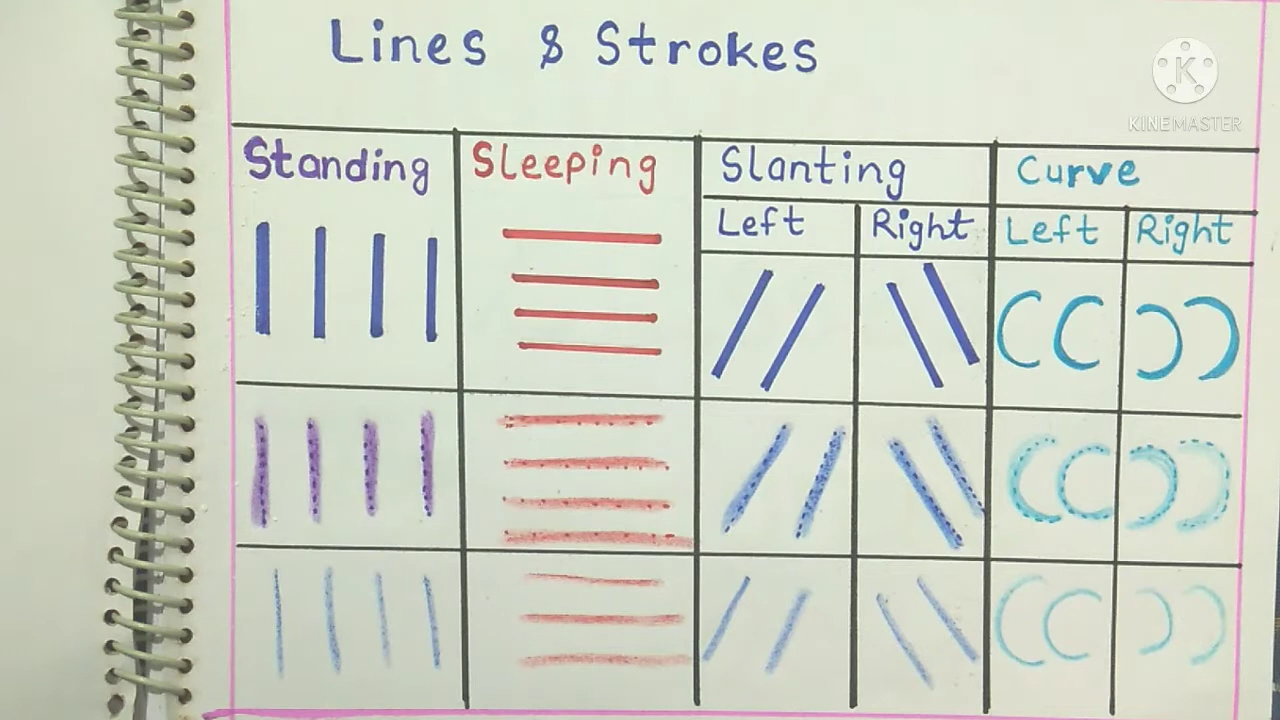 Lines & Strokes
K
KINEMASTER
Standing Sleeping Slanting Curve
Left Right Left Right